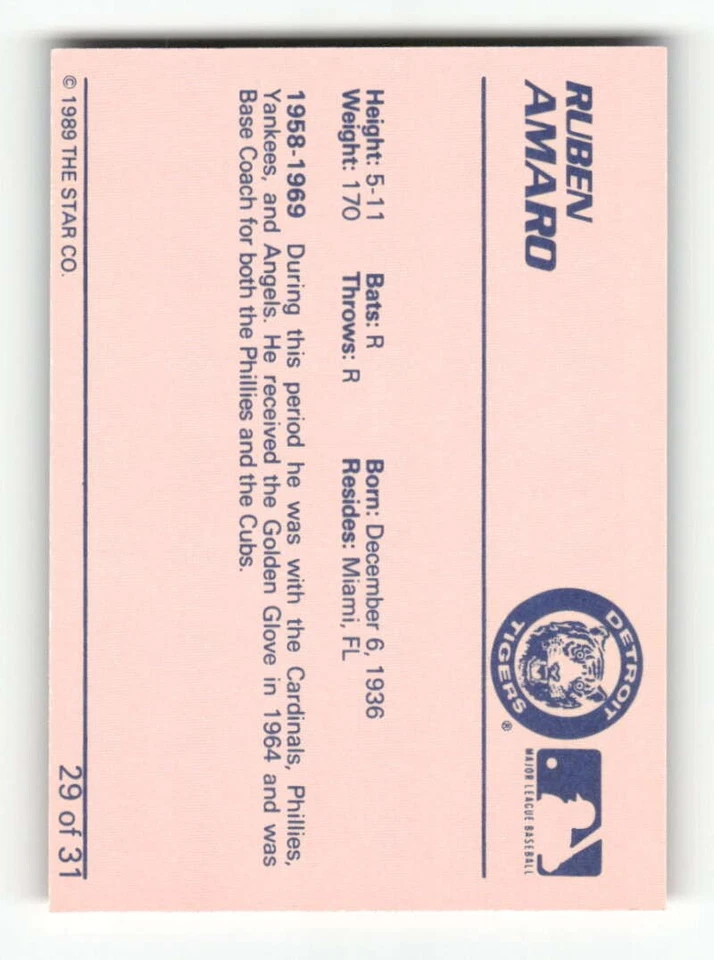 RUBEN
AMARO
DETROIT
TIGERS
®
MAJOR LEAGUE BASEBALL
Height: 5-11 Bats: R Born: December 6, 1936
Weight: 170 Throws: R Resides: Miami, FL
1958-1969 During this period he was with the Cardinals, Phillies,
Yankees, and Angels. He received the Golden Glove in 1964 and was
Base Coach for both the Phillies and the Cubs.
© 1989 THE STAR CO.
29 of 31